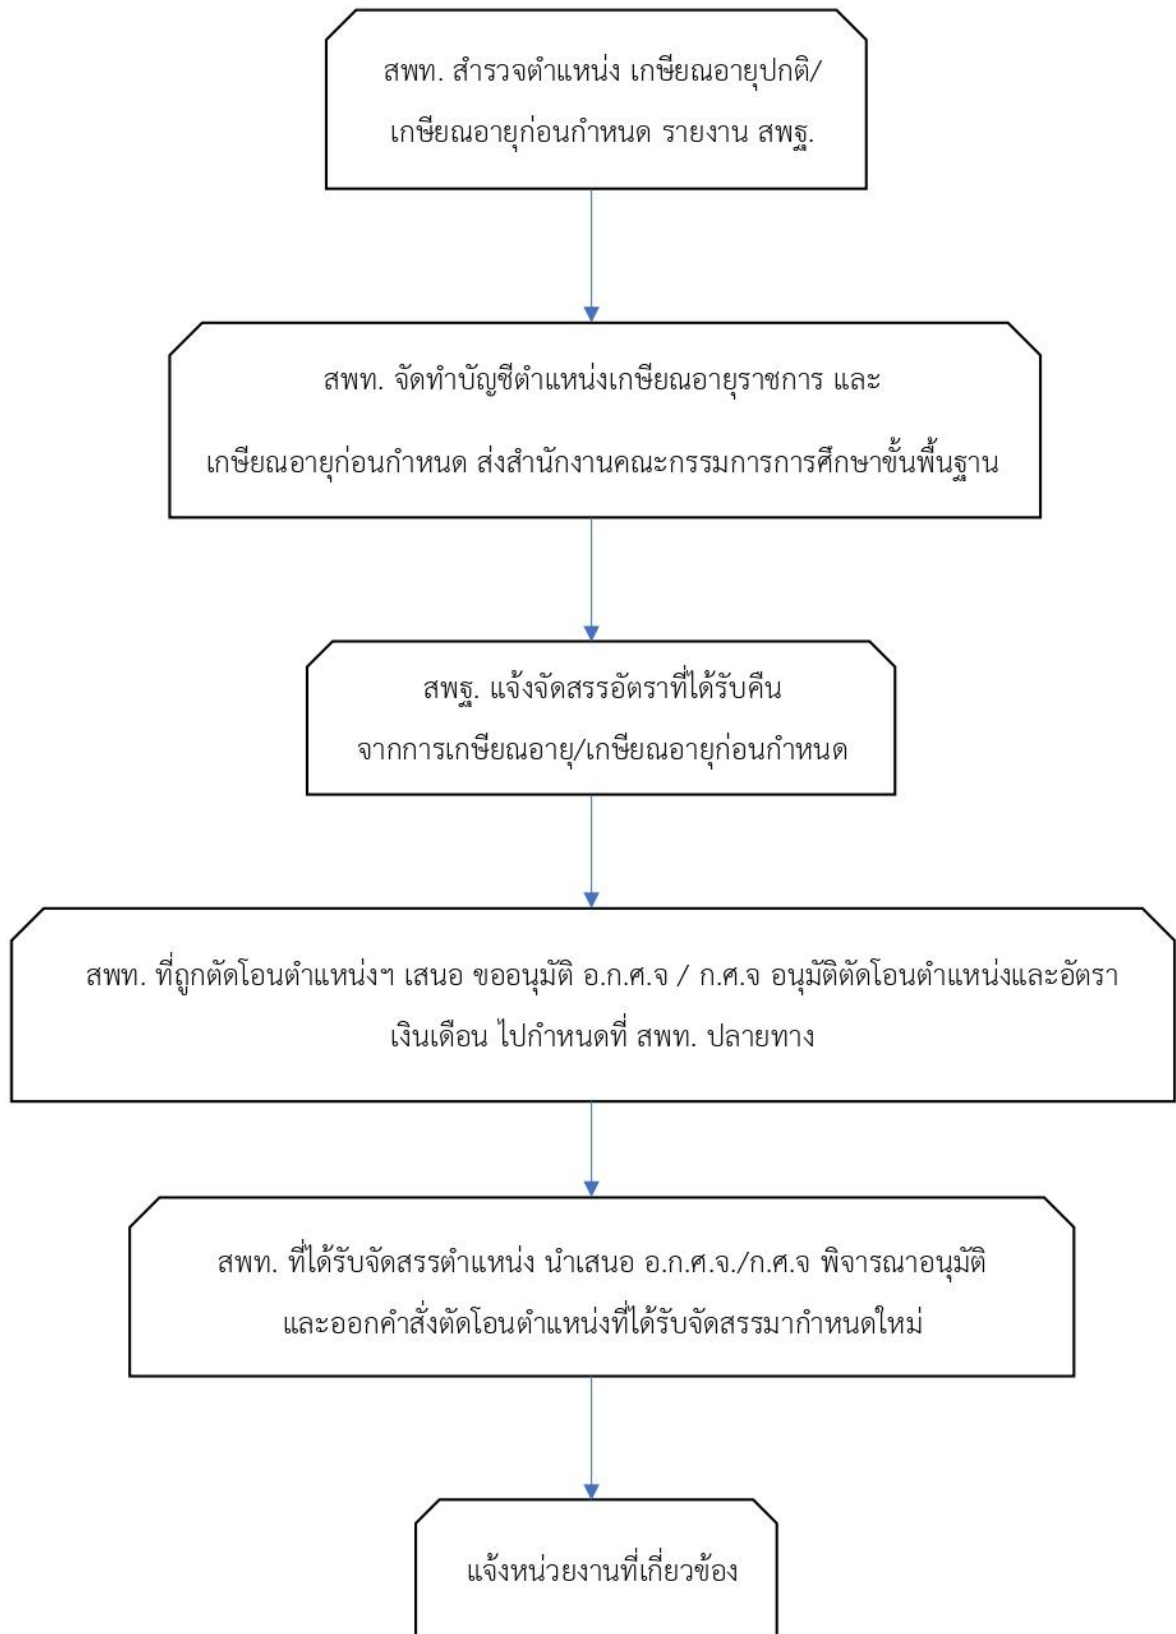 สพท. สำรวจตำแหน่ง เกษียณอายุปกติ/
เกษียณอายุก่อนกำหนด รายงาน สพฐ.
สพท. จัดทำบัญชีตำแหน่งเกษียณอายุราชการ และ
เกษียณอายุก่อนกำหนด ส่งสำนักงานคณะกรรมการการศึกษาขั้นพื้นฐาน
สพฐ. แจ้งจัดสรรอัตราที่ได้รับคืน
จากการเกษียณอายุ/เกษียณอายุก่อนกำหนด
สพท. ที่ถูกตัดโอนตำแหน่งฯ เสนอ ขออนุมัติ อ.ก.ศ.จ / ก.ศ.จ อนุมัติตัดโอนตำแหน่งและอัตรา
เงินเดือน ไปกำหนดที่ สพท. ปลายทาง
สพท. ที่ได้รับจัดสรรตำแหน่ง นำเสนอ อ.ก.ศ.จ./ก.ศ.จ พิจารณาอนุมัติ
และออกคำสั่งตัดโอนตำแหน่งที่ได้รับจัดสรรมากำหนดใหม่
แจ้งหน่วยงานที่เกี่ยวข้อง